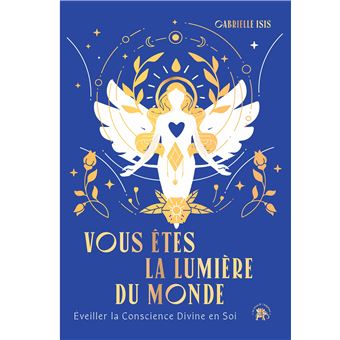 GABRIELLE ISIS
VOUS ÊTES
LA LUMIÈRE
DU MONDE
Éveiller la Conscience Divine en Soi